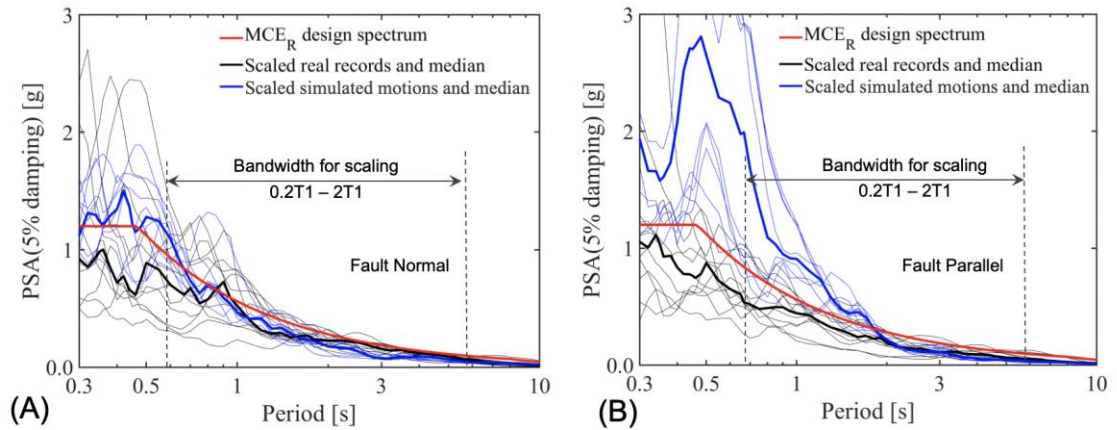 3
MCE_R design spectrum
Scaled real records and median
Scaled simulated motions and median
2
Bandwidth for scaling
0.2T1 – 2T1
1
Fault Normal
0.0
PSA(5% damping) [g]
0.3 0.5 1 3 10
Period [s]
(A)
3
MCE_R design spectrum
Scaled real records and median
Scaled simulated motions and median
2
Bandwidth for scaling
0.2T1 – 2T1
1
Fault Parallel
0.0
PSA(5% damping) [g]
0.3 0.5 1 3 10
Period [s]
(B)